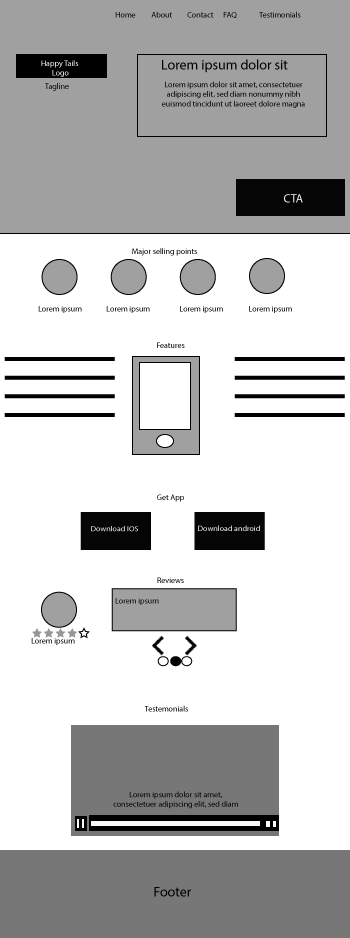 Home About Contact FAQ Testimonials
Happy Tails
Logo
Tagline
Lorem ipsum dolor sit
Lorem ipsum dolor sit amet, consectetuer
adipiscing elit, sed diam nonummy nibh
euismod tincidunt ut laoreet dolore magna
CTA
Major selling points
Lorem ipsum Lorem ipsum Lorem ipsum Lorem ipsum
Features
Get App
Download IOS Download android
Reviews
Lorem ipsum
Lorem ipsum
Testemonials
Lorem ipsum dolor sit amet,
consectetuer adipiscing elit, sed diam
Footer